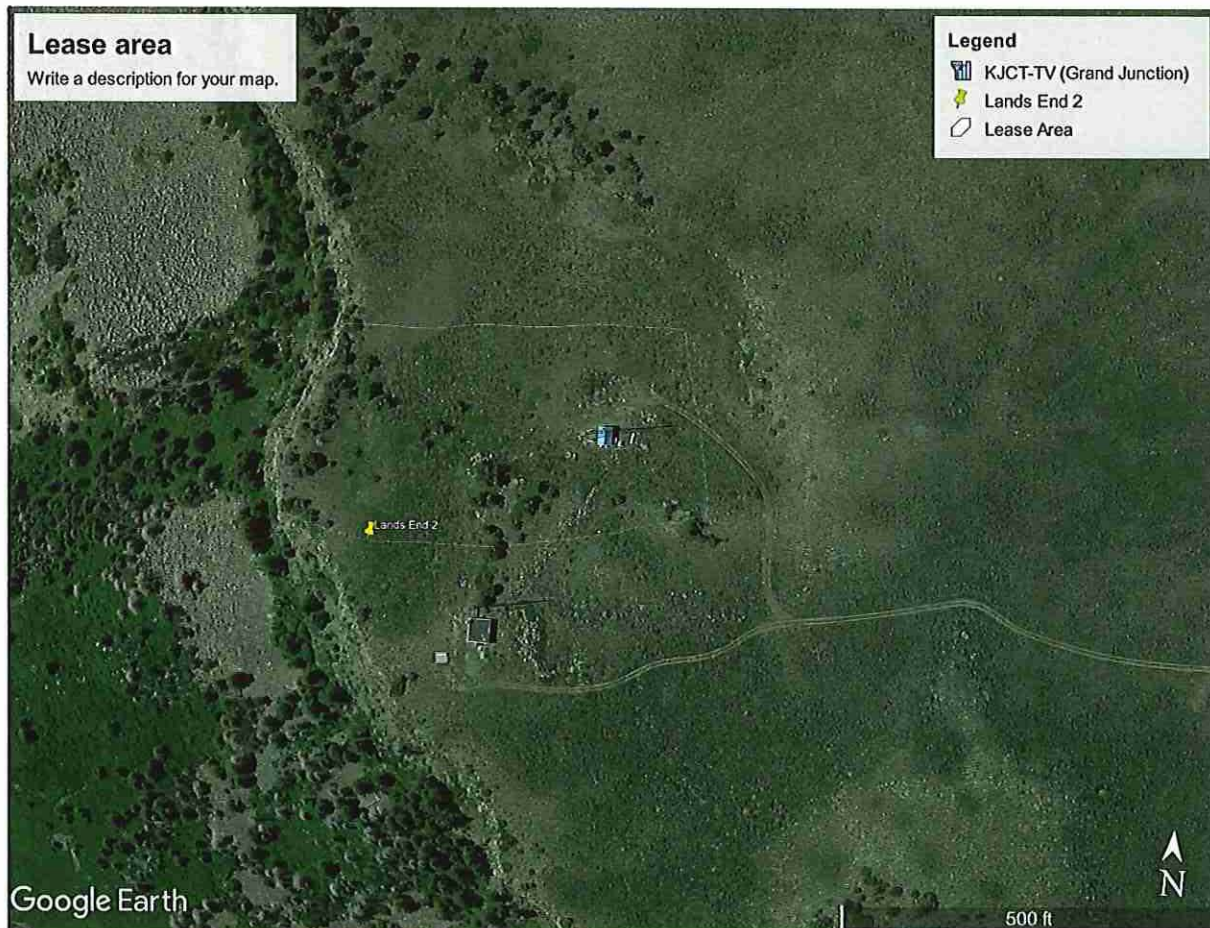 Lease area
Write a description for your map.
Legend
KJCT-TV (Grand Junction)
Lands End 2
Lease Area
Lands End 2
Google Earth
N
500 ft